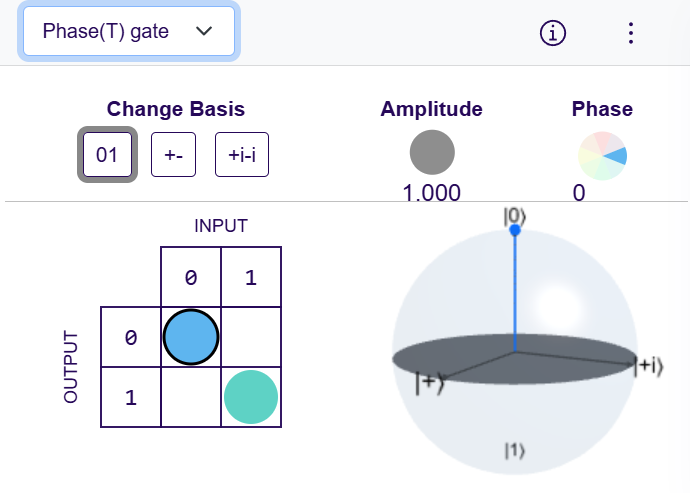 Phase(T) gate
Change Basis
Amplitude
Phase
01
+-
+i-i
1.000
0
INPUT
0 1
OUTPUT
0
1
|0⟩
|+⟩
|+i⟩
|1⟩